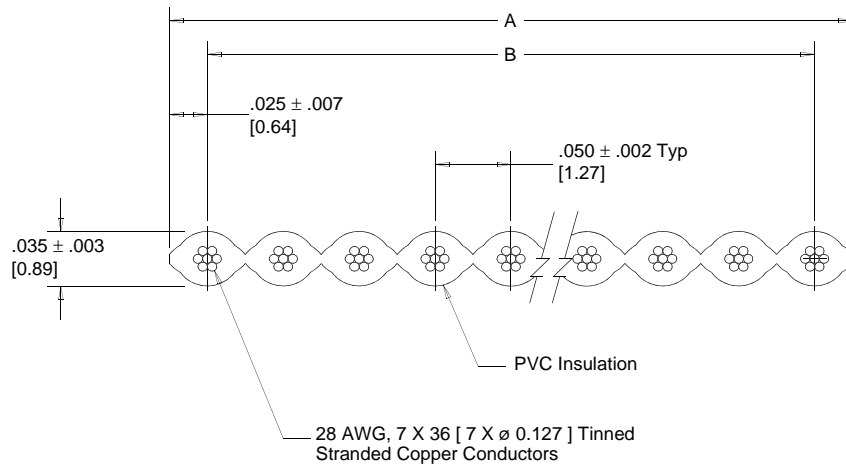 A
B
.025 ± .007
[0.64]
.050 ± .002 Typ
[1.27]
.035 ± .003
[0.89]
PVC Insulation
28 AWG, 7 X 36 [ 7 X ø 0.127 ] Tinned
Stranded Copper Conductors